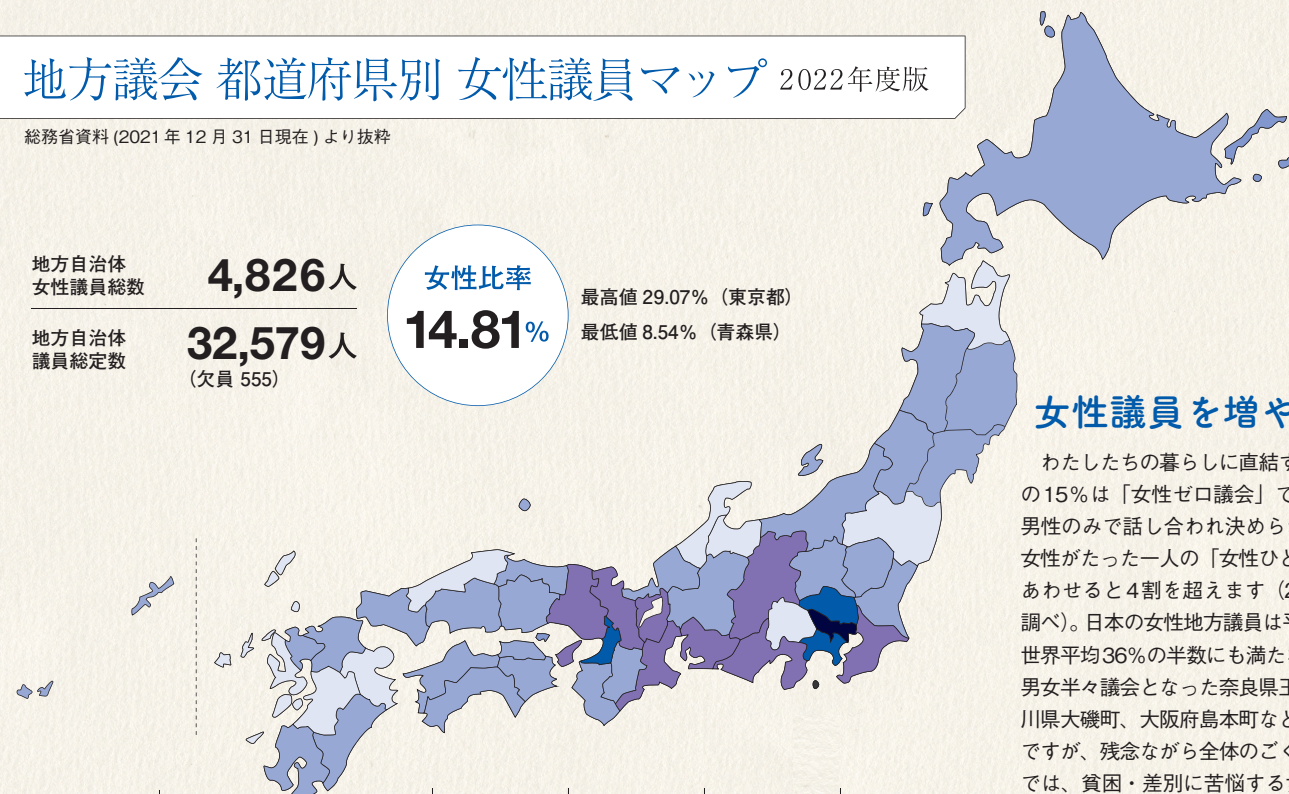 地方議会 都道府県別 女性議員マップ 2022年度版
総務省資料 (2021 年 12 月 31 日現在 ) より抜粋
地方自治体
女性議員総数
4,826人
地方自治体
議員総定数
32,579人
（欠員 555）
女性比率
14.81%
最高値 29.07%（東京都）
最低値 8.54%（青森県）
女性議員を増や
わたしたちの暮らしに直結す
の15%は「女性ゼロ議会」で
男性のみで話し合われ決めら
女性がたった一人の「女性ひと
あわせると4割を超えます（2
調べ）。日本の女性地方議員は平
世界平均36%の半数にも満たな
男女半々議会となった奈良県王
川県大磯町、大阪府島本町など
ですが、残念ながら全体のごく
では、貧困・差別に苦悩する